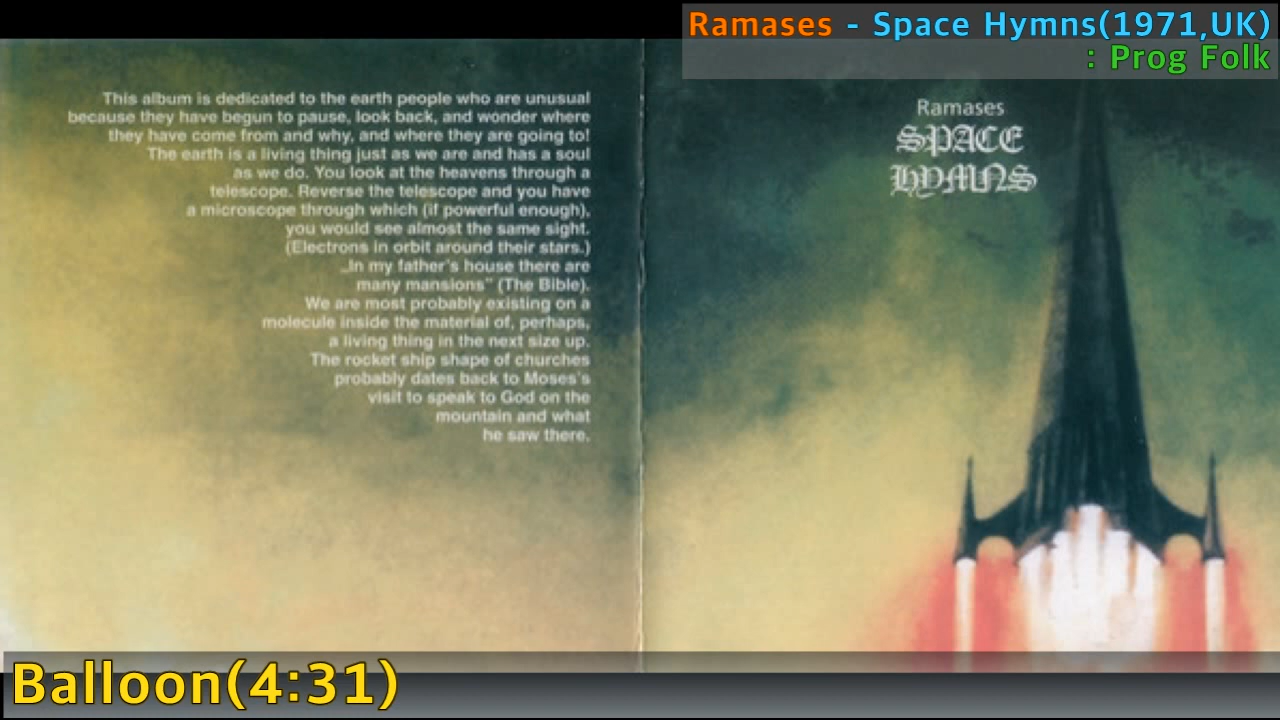 Ramases - Space Hymns(1971,UK)
: Prog Folk
This album is dedicated to the earth people who are unusual
because they have begun to pause, look back, and wonder where
they have come from and why, and where they are going to!
The earth is a living thing just as we are and has a soul
as we do. You look at the heavens through a
telescope. Reverse the telescope and you have
a microscope through which (if powerful enough),
you would see almost the same sight.
(Electrons in orbit around their stars.)
„In my father's house there are
many mansions" (The Bible).
We are most probably existing on a
molecule inside the material of, perhaps,
a living thing in the next size up.
The rocket ship shape of churches
probably dates back to Moses's
visit to speak to God on the
mountain and what
he saw there.
Ramases
SPACE
HYMNS
Balloon(4:31)